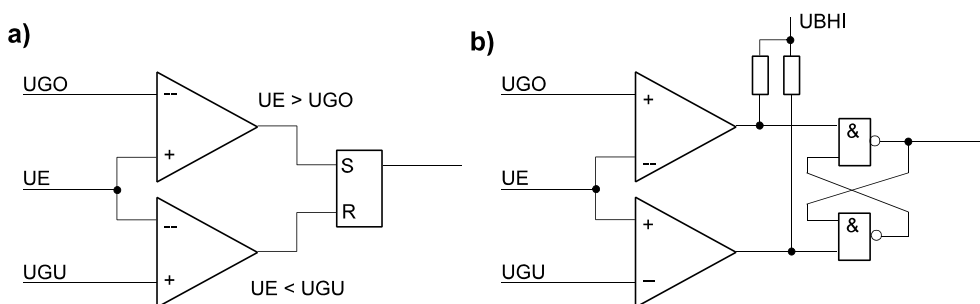 a)
UGO
--
UE > UGO
+
S
UE
R
--
UGU
+
UE < UGU
b)
UBHI
UGO
+
&
--
UE
+
&
UGU
–